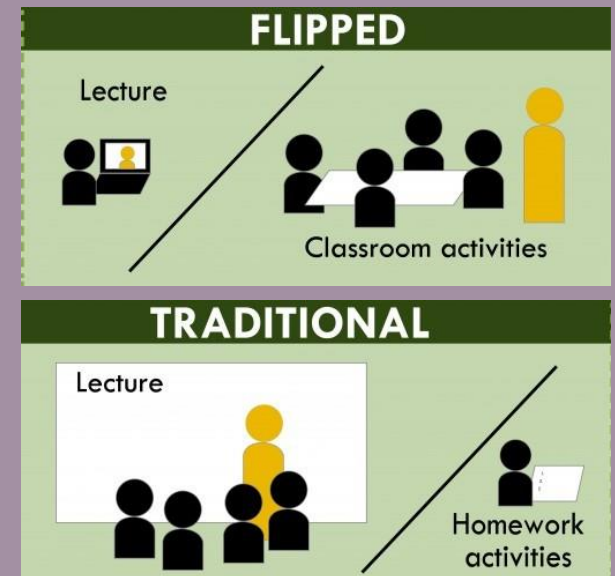 FLIPPED
Lecture
Classroom activities
TRADITIONAL
Lecture
Homework
activities